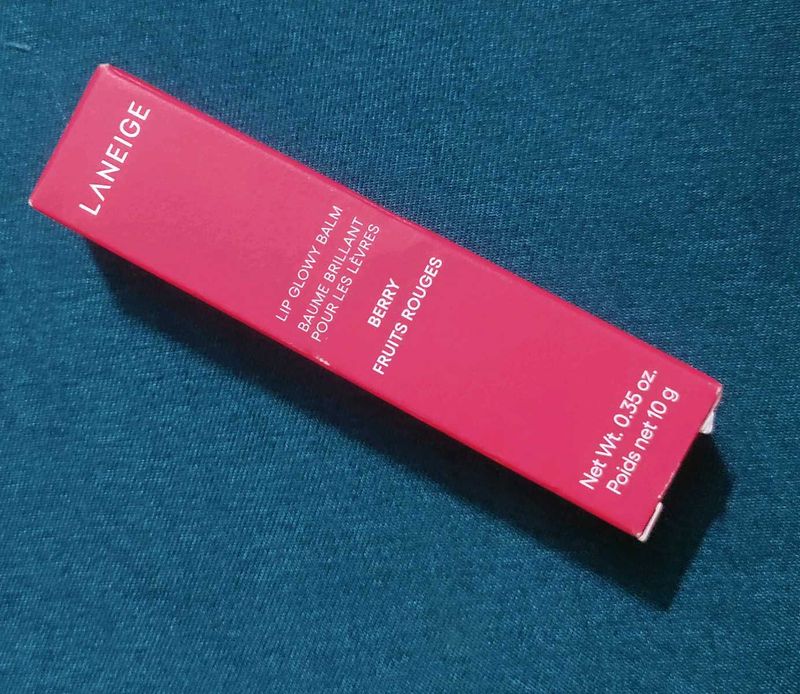 LANEIGE
LIP GLOWY BALM
BAUME BRILLANT
POUR LES LÈVRES
BERRY
FRUITS ROUGES
Net Wt. 0.35 oz.
Poids net 10 g